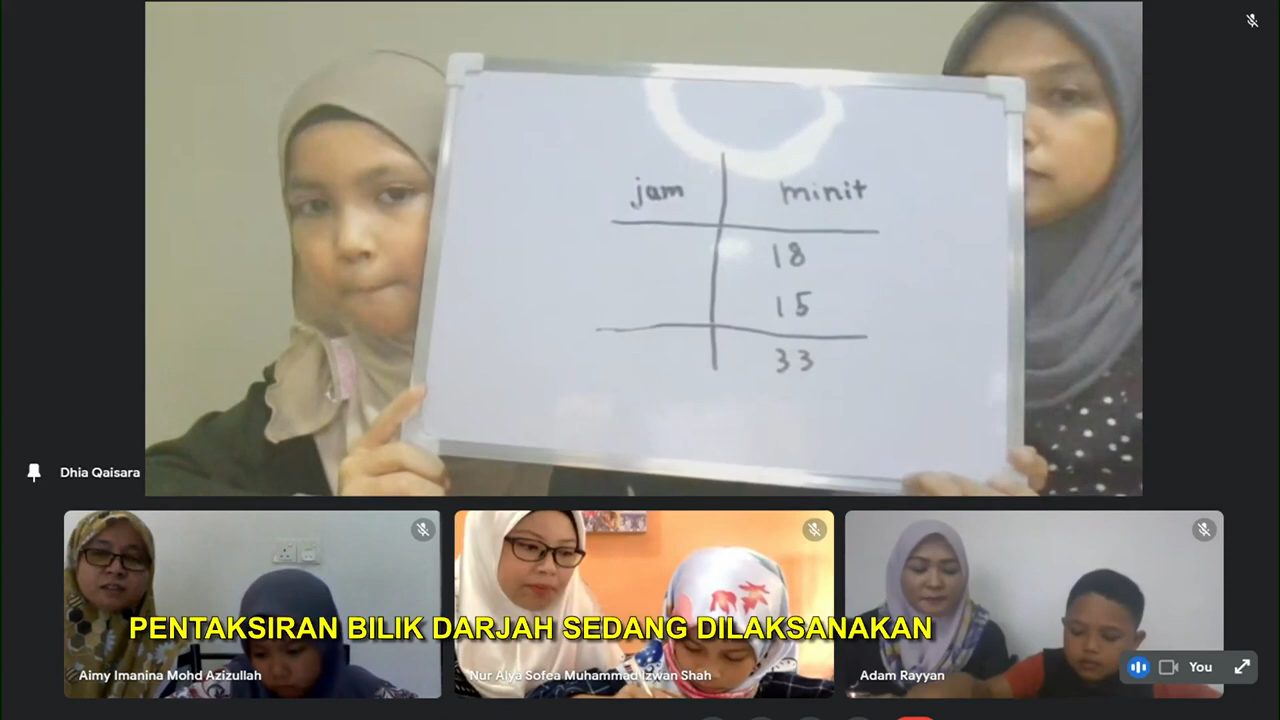 jam minit
18
15
33
Dhia Qaisara
PENTAKSIRAN BILIK DARJAH SEDANG DILAKSANAKAN
Aimy Imanina Mohd Azizullah
Nur Alya Sofea Muhammad Izwan Shah
Adam Rayyan
You